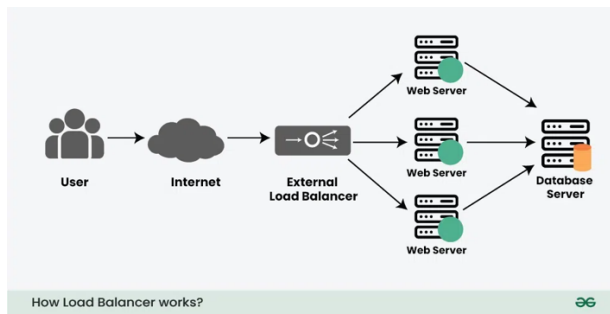 Web Server
User
Internet
External
Load Balancer
Web Server
Database
Server
Web Server
How Load Balancer works?